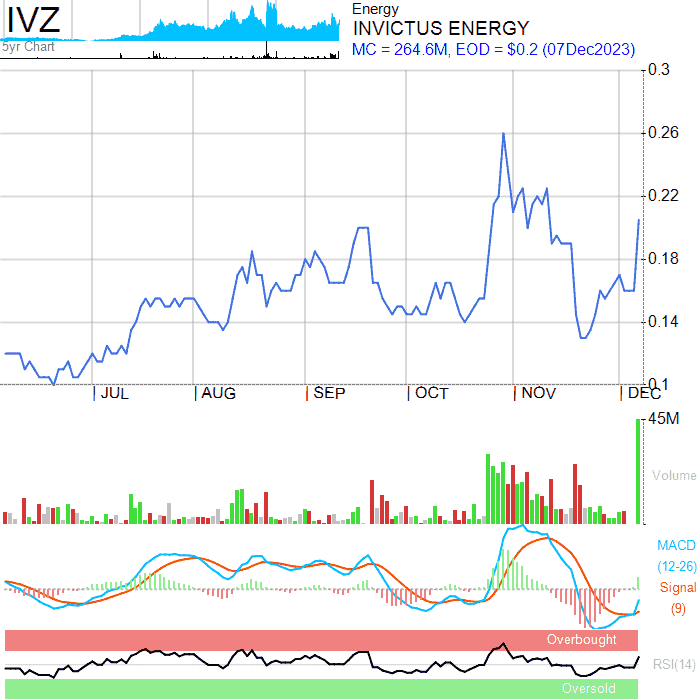 IVZ
5yr Chart
Energy
INVICTUS ENERGY
MC = 264.6M, EOD = $0.2 (07Dec2023)
0.3
0.26
0.22
0.18
0.14
0.1
JUL AUG SEP OCT NOV DEC
45M
Volume
MACD
(12-26)
Signal
(9)
Overbought
RSI(14)
Oversold